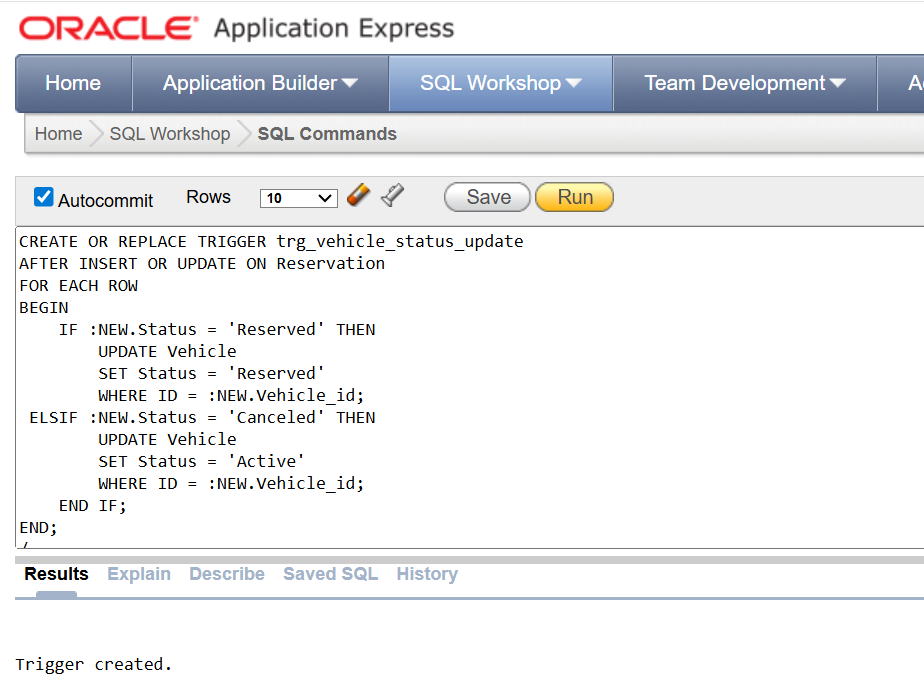 ORACLE® Application Express
Home Application Builder SQL Workshop Team Development
Home SQL Workshop SQL Commands
Autocommit Rows 10 Save Run
CREATE OR REPLACE TRIGGER trg_vehicle_status_update
AFTER INSERT OR UPDATE ON Reservation
FOR EACH ROW
BEGIN
    IF :NEW.Status = 'Reserved' THEN
        UPDATE Vehicle
        SET Status = 'Reserved'
        WHERE ID = :NEW.Vehicle_id;
 ELSIF :NEW.Status = 'Canceled' THEN
        UPDATE Vehicle
        SET Status = 'Active'
        WHERE ID = :NEW.Vehicle_id;
    END IF;
END;
/
Results Explain Describe Saved SQL History
Trigger created.